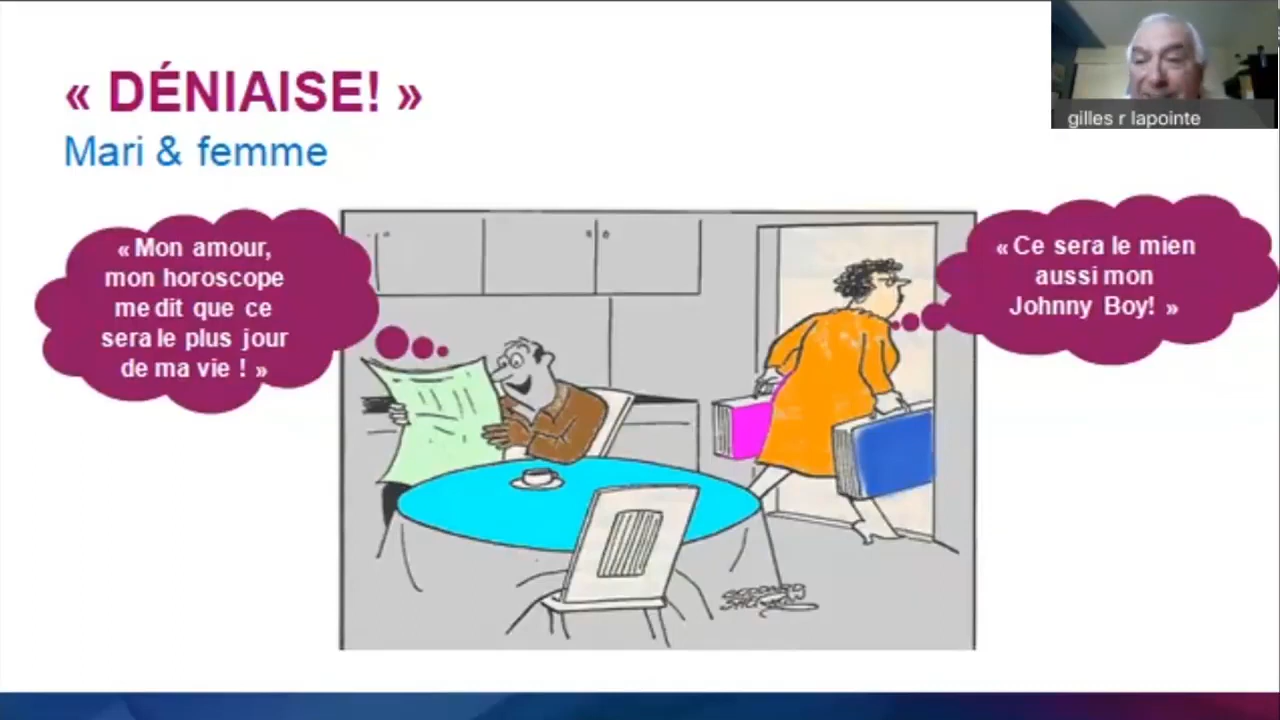 « DÉNIAISE! »
Mari & femme
gilles r lapointe
« Mon amour,
mon horoscope
me dit que ce
sera le plus jour
de ma vie ! »
« Ce sera le mien
aussi mon
Johnny Boy! »